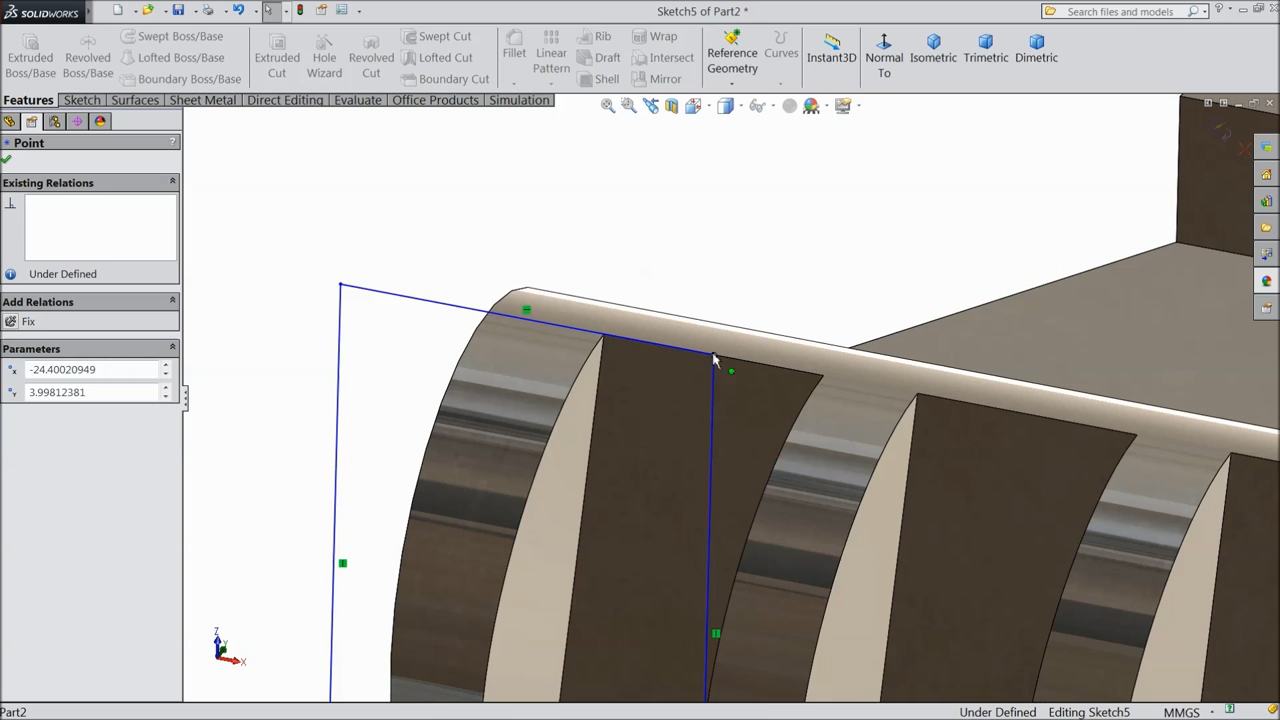 SOLIDWORKS
Sketch5 of Part2 *
Search files and models
Extruded Boss/Base
Revolved Boss/Base
Swept Boss/Base
Lofted Boss/Base
Boundary Boss/Base
Extruded Cut
Hole Wizard
Revolved Cut
Swept Cut
Lofted Cut
Boundary Cut
Fillet
Linear Pattern
Rib
Draft
Shell
Wrap
Intersect
Mirror
Reference Geometry
Curves
Instant3D
Normal To
Isometric
Trimetric
Dimetric
Features
Sketch
Surfaces
Sheet Metal
Direct Editing
Evaluate
Office Products
Simulation
Point
?
Existing Relations
Under Defined
Add Relations
Fix
Parameters
x -24.40020949
y 3.99812381
Z
Y
X
Part2
Under Defined
Editing Sketch5
MMGS